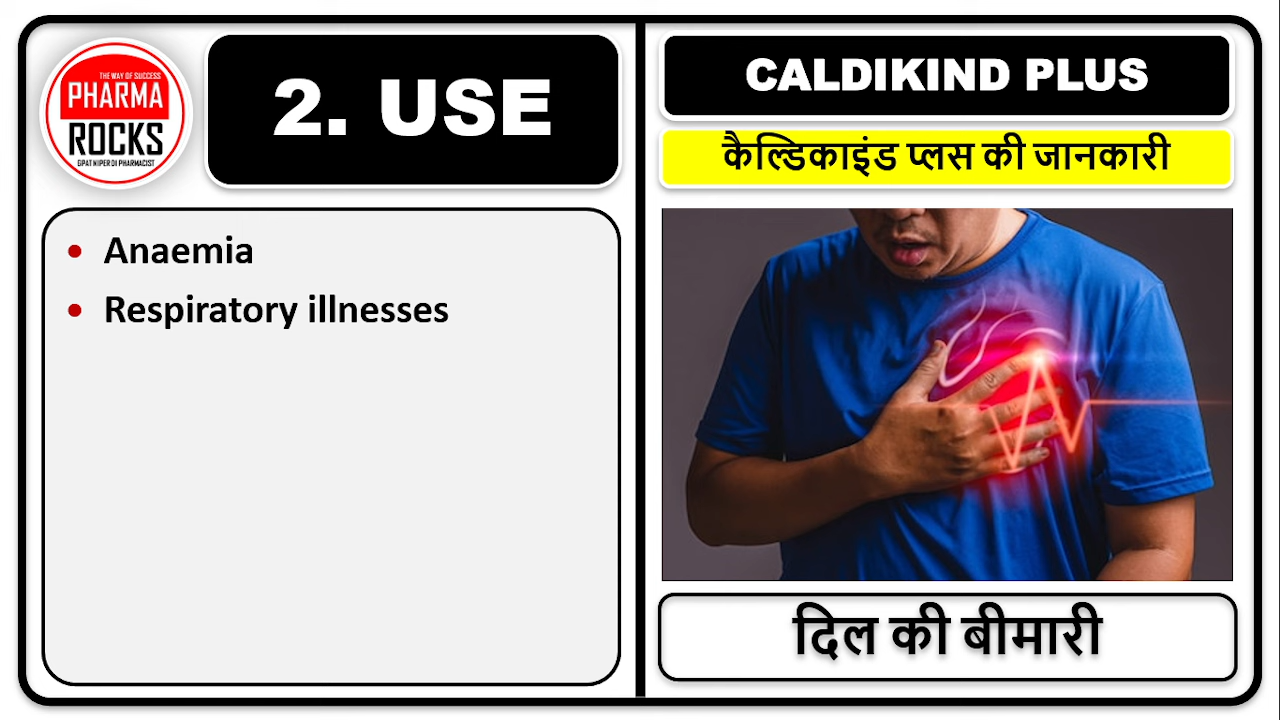 THE WAY OF SUCCESS
PHARMA
ROCKS
GPAT NIPER DI PHARMACIST
2. USE
• Anaemia
• Respiratory illnesses
CALDIKIND PLUS
कैल्डिकाइंड प्लस की जानकारी
दिल की बीमारी